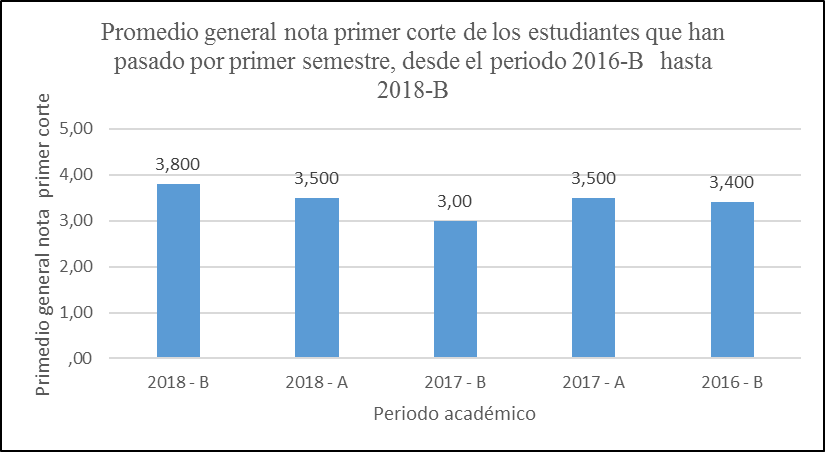 Promedio general nota primer corte de los estudiantes que han
pasado por primer semestre, desde el periodo 2016-B hasta
2018-B
Primedio general nota primer corte
5,00
4,00
3,00
2,00
1,00
,00
3,800
3,500
3,00
3,500
3,400
2018 - B
2018 - A
2017 - B
2017 - A
2016 - B
Periodo académico